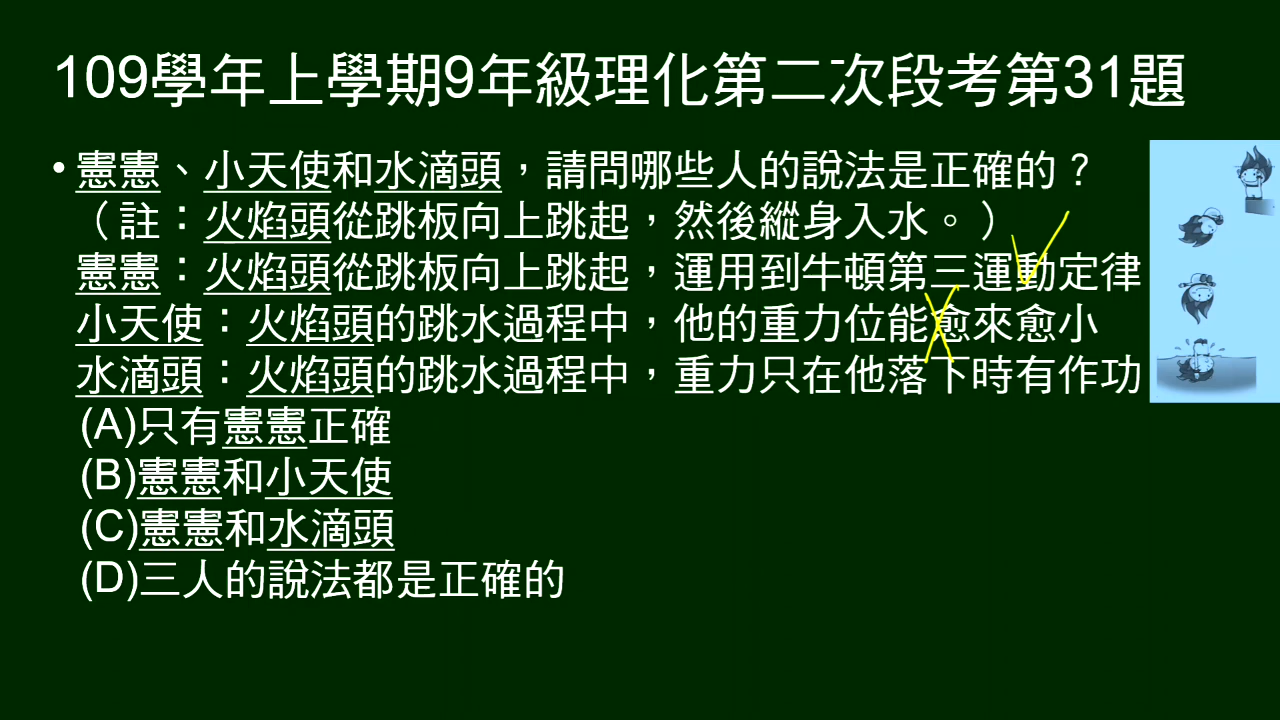 109學年上學期9年級理化第二次段考第31題
•憲憲、小天使和水滴頭，請問哪些人的說法是正確的？
（註：火焰頭從跳板向上跳起，然後縱身入水。）
憲憲：火焰頭從跳板向上跳起，運用到牛頓第三運動定律
小天使：火焰頭的跳水過程中，他的重力位能愈來愈小
水滴頭：火焰頭的跳水過程中，重力只在他落下時有作功
(A)只有憲憲正確
(B)憲憲和小天使
(C)憲憲和水滴頭
(D)三人的說法都是正確的